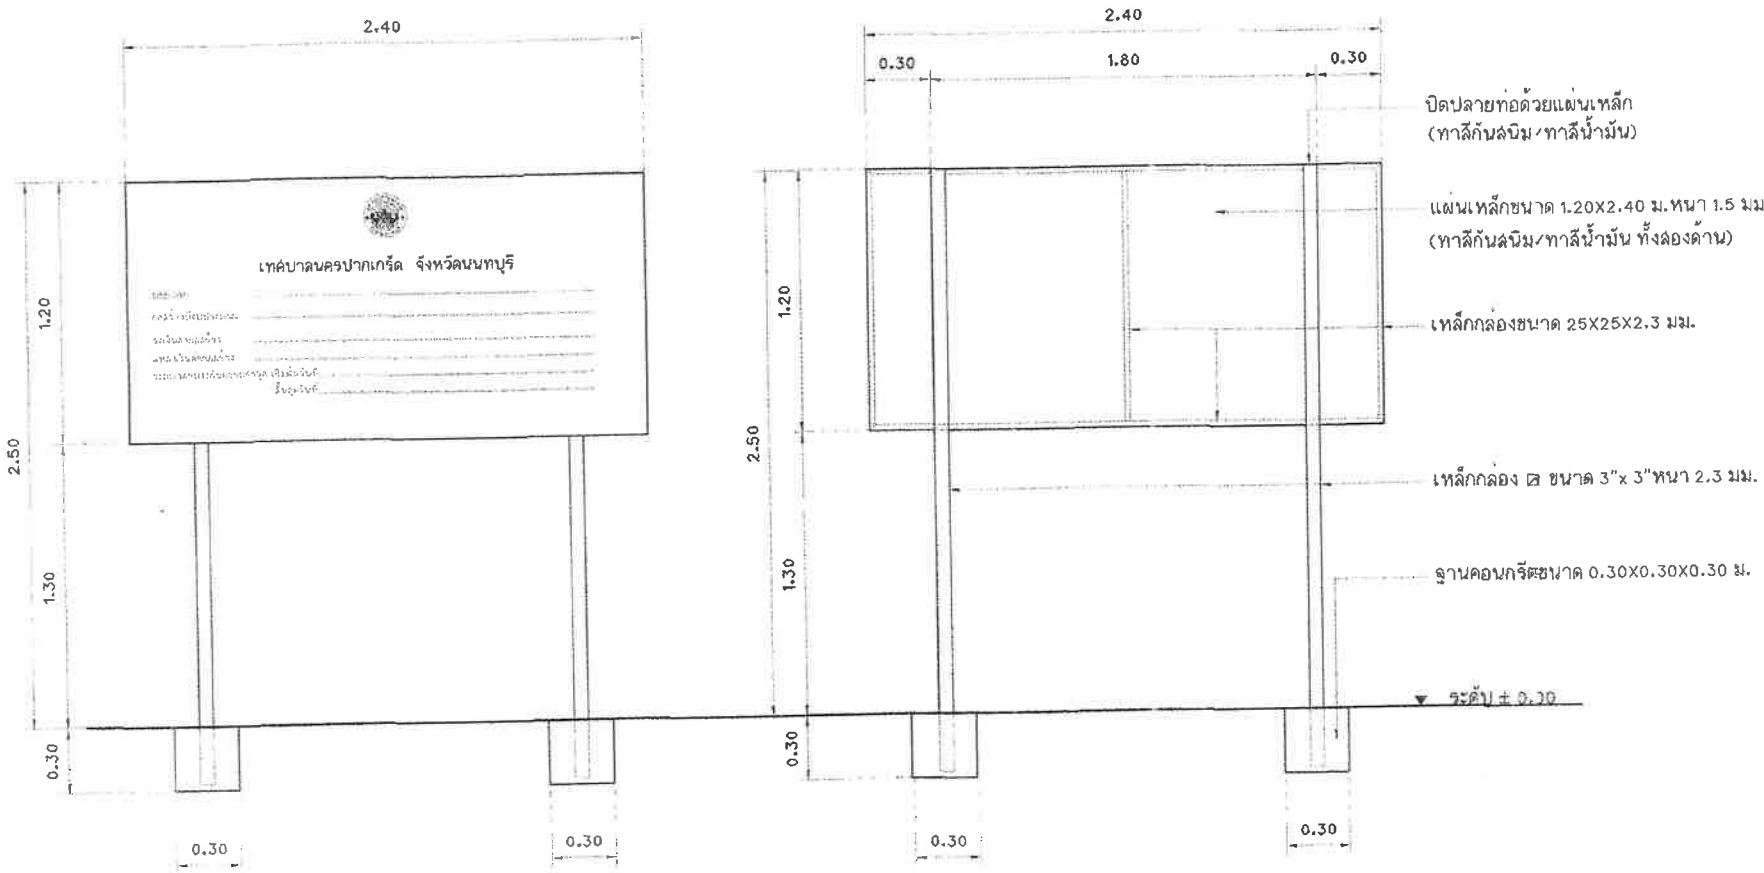 2.40
2.50
1.20
1.30
0.30
เทศบาลนครปากเกร็ด จังหวัดนนทบุรี
สิ้นสุดวันที่
0.30
0.30
2.40
0.30
1.80
0.30
2.50
1.20
1.30
0.30
0.30
0.30
ปิดปลายท่อด้วยแผ่นเหล็ก
(ทาสีกันสนิม/ทาสีน้ำมัน)
แผ่นเหล็กขนาด 1.20X2.40 ม.หนา 1.5 มม
(ทาสีกันสนิม/ทาสีน้ำมัน ทั้งสองด้าน)
เหล็กกล่องขนาด 25X25X2.3 มม.
เหล็กกล่อง ขนาด 3"x 3"หนา 2.3 มม.
ฐานคอนกรีตขนาด 0.30X0.30X0.30 ม.
ระดับ ±